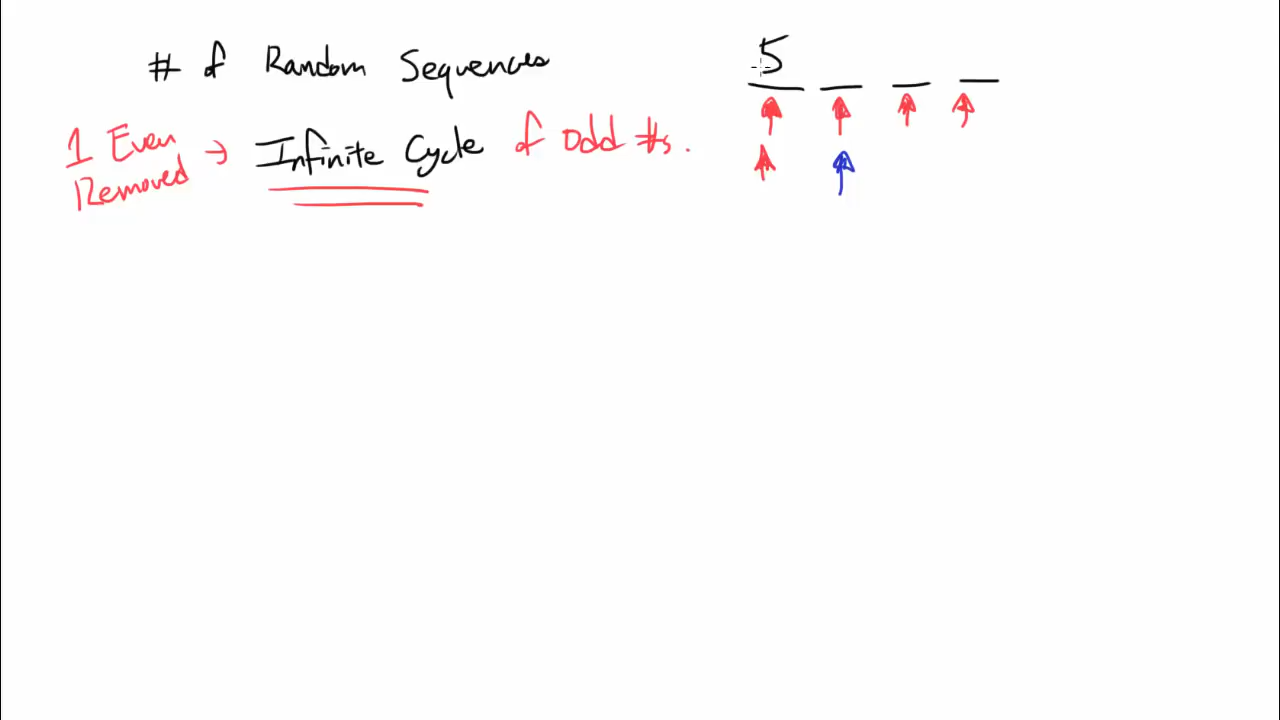 # of Random Sequences
5
1 Even Removed → Infinite Cycle of Odd #s.